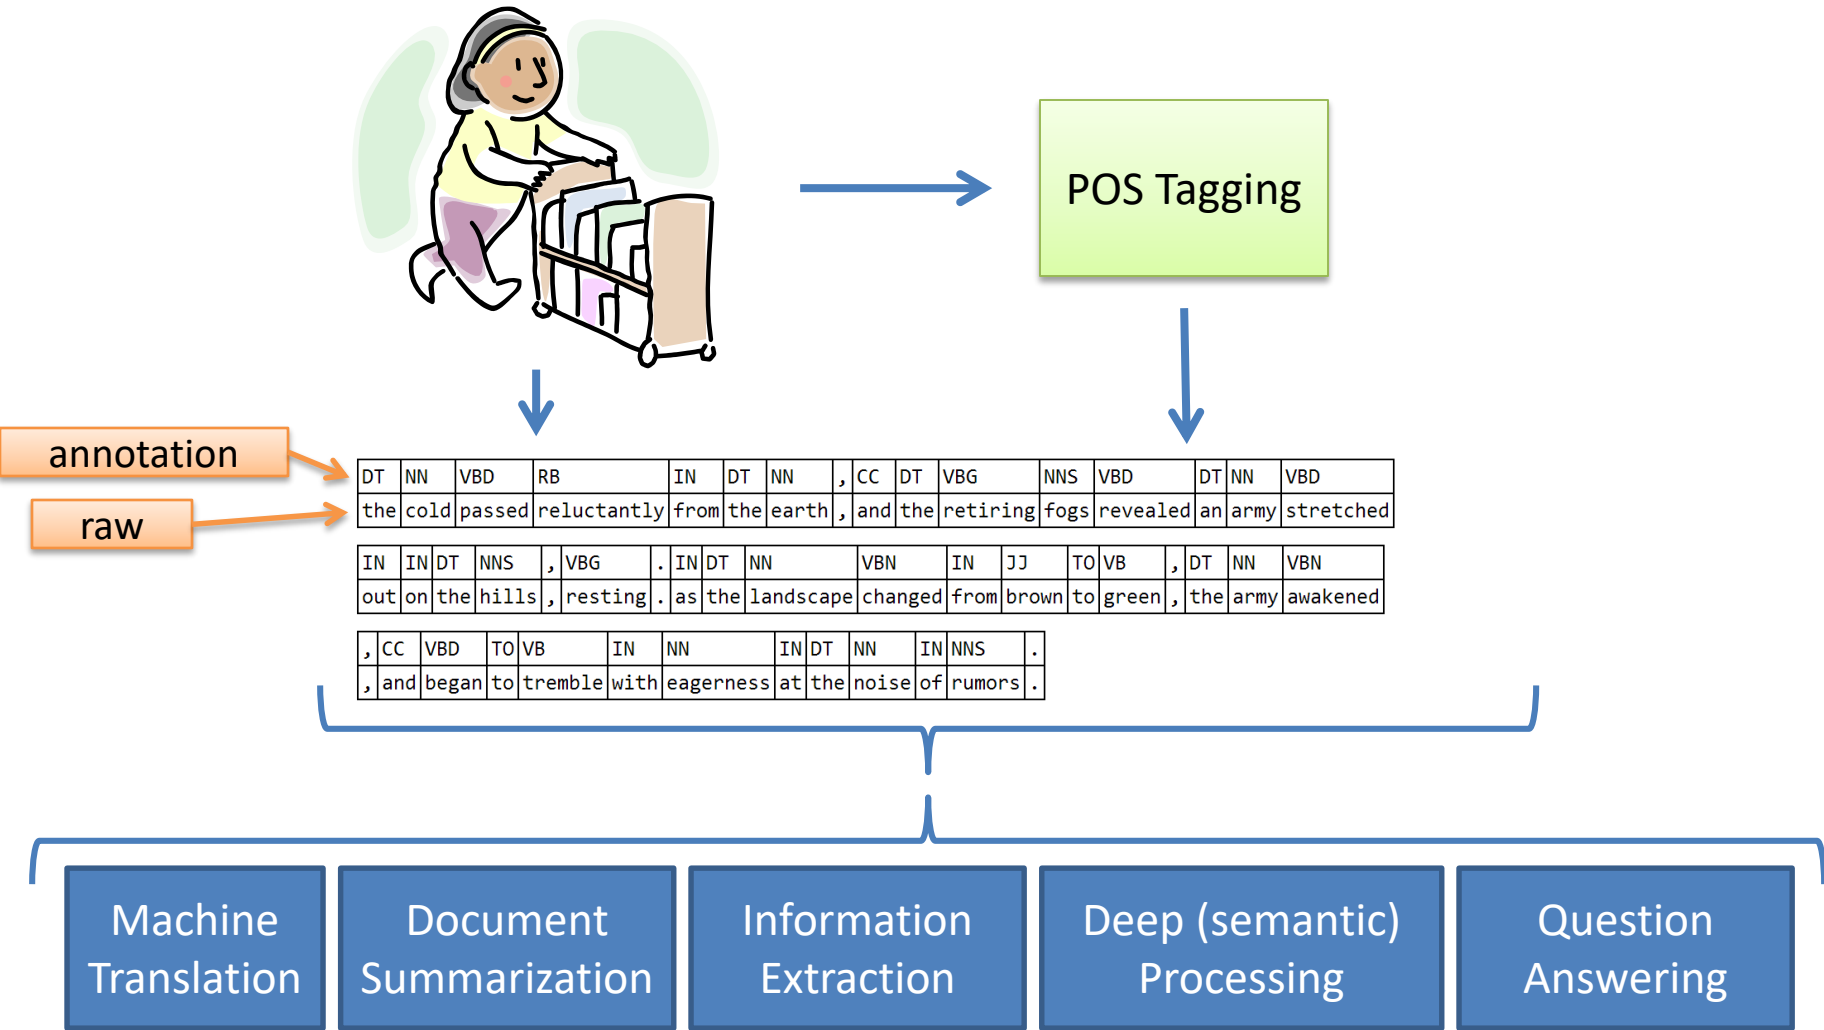 POS Tagging
annotation
raw
DT NN VBD RB IN DT NN , CC DT VBG NNS VBD DT NN VBD
the cold passed reluctantly from the earth , and the retiring fogs revealed an army stretched
IN IN DT NNS , VBG . IN DT NN VBN IN JJ TO VB , DT NN VBN
out on the hills , resting . as the landscape changed from brown to green , the army awakened
, CC VBD TO VB IN NN IN DT NN IN NNS .
, and began to tremble with eagerness at the noise of rumors .
Machine
Translation
Document
Summarization
Information
Extraction
Deep (semantic)
Processing
Question
Answering